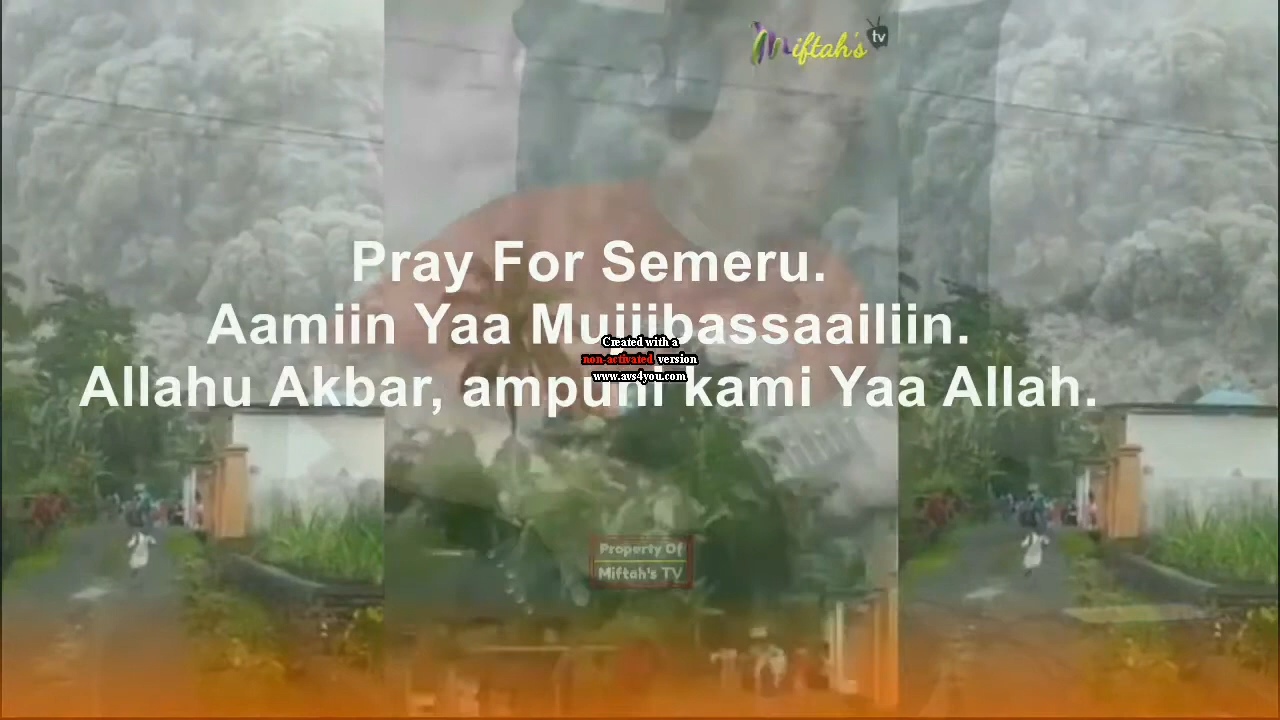 Miftah's tv
Pray For Semeru.
Aamiin Yaa Mujiibassaailiin.
Created with a
non-activated version
www.avs4you.com
Allahu Akbar, ampuni kami Yaa Allah.
Property Of
Miftah's TV